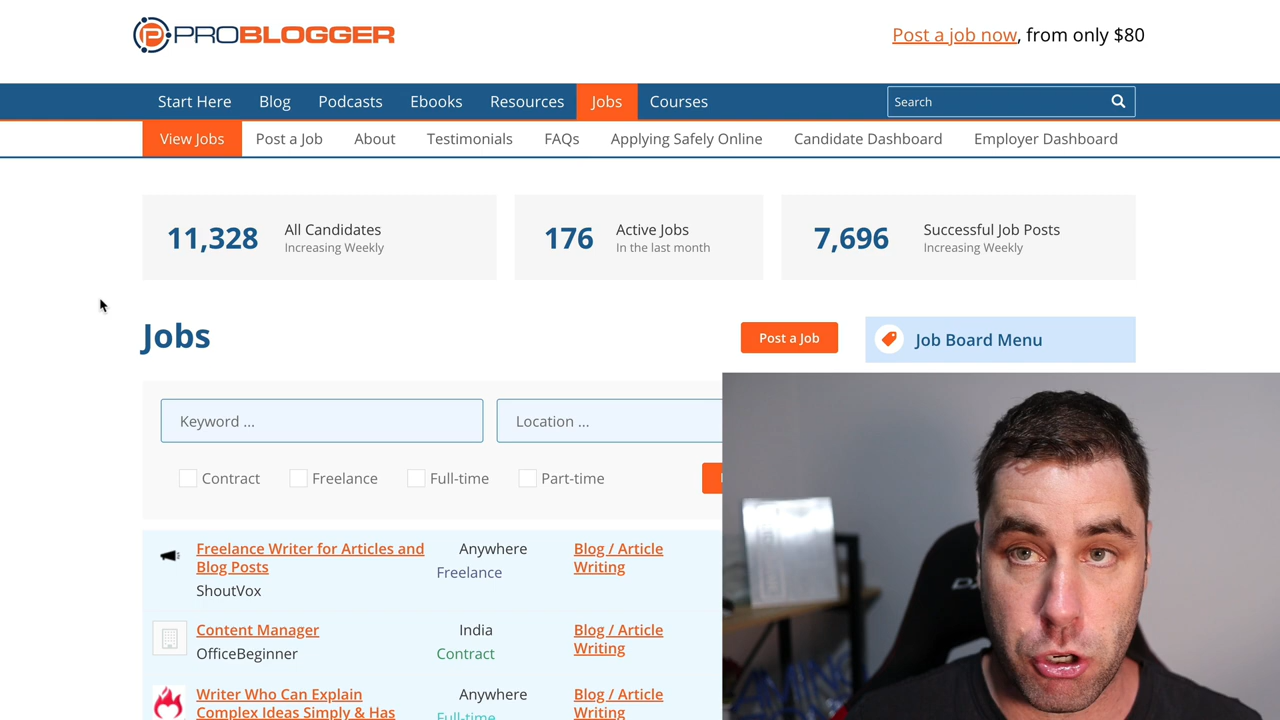 PROBLOGGER
Post a job now, from only $80
Start Here Blog Podcasts Ebooks Resources Jobs Courses Search
View Jobs Post a Job About Testimonials FAQs Applying Safely Online Candidate Dashboard Employer Dashboard
11,328 All Candidates
Increasing Weekly
176 Active Jobs
In the last month
7,696 Successful Job Posts
Increasing Weekly
Jobs
Post a Job
Job Board Menu
Keyword ...
Location ...
Contract Freelance Full-time Part-time
Freelance Writer for Articles and
Blog Posts
ShoutVox
Anywhere
Freelance
Blog / Article
Writing
Content Manager
OfficeBeginner
India
Contract
Blog / Article
Writing
Writer Who Can Explain
Complex Ideas Simply & Has
Anywhere
Full-time
Blog / Article
Writing